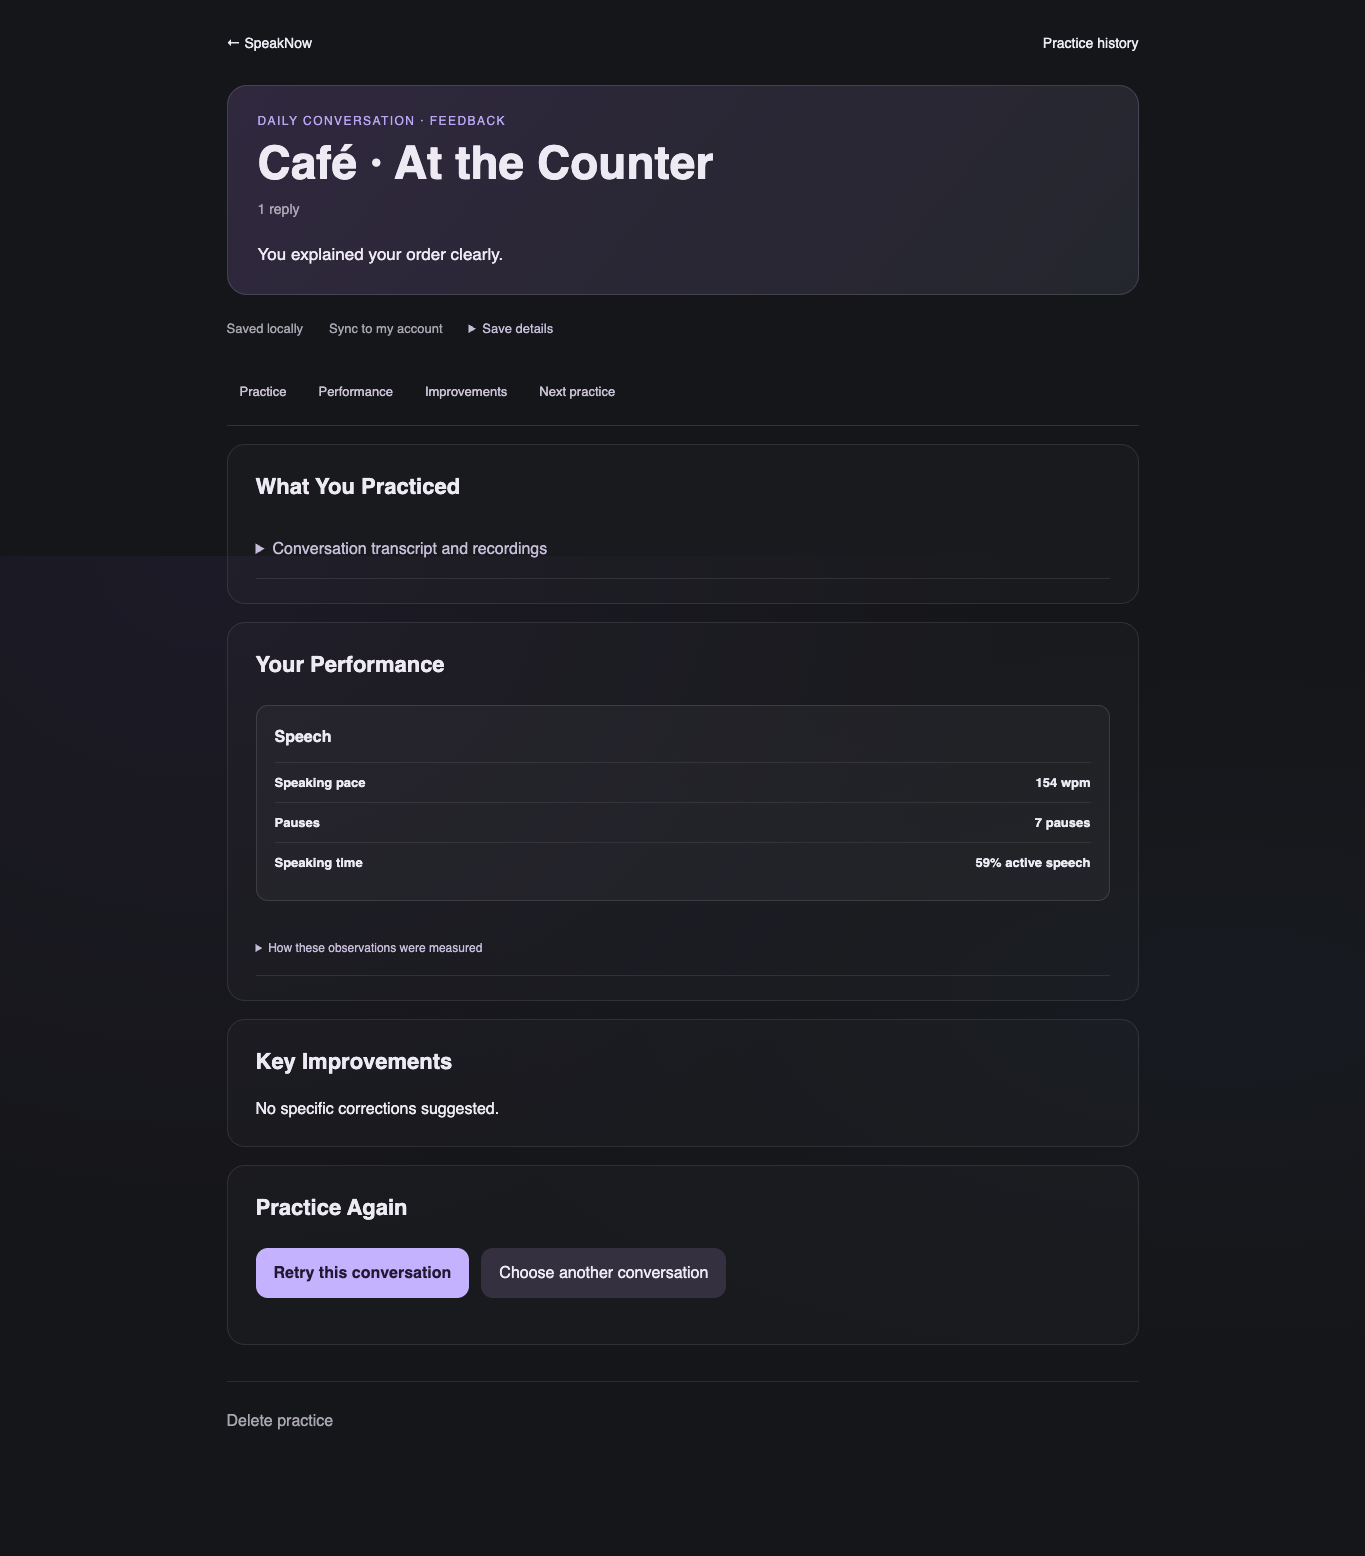 ← SpeakNow
Practice history
DAILY CONVERSATION · FEEDBACK
Café · At the Counter
1 reply
You explained your order clearly.
Saved locally Sync to my account ▶ Save details
Practice Performance Improvements Next practice
What You Practiced
▶ Conversation transcript and recordings
Your Performance
Speech
Speaking pace 154 wpm
Pauses 7 pauses
Speaking time 59% active speech
▶ How these observations were measured
Key Improvements
No specific corrections suggested.
Practice Again
Retry this conversation Choose another conversation
Delete practice